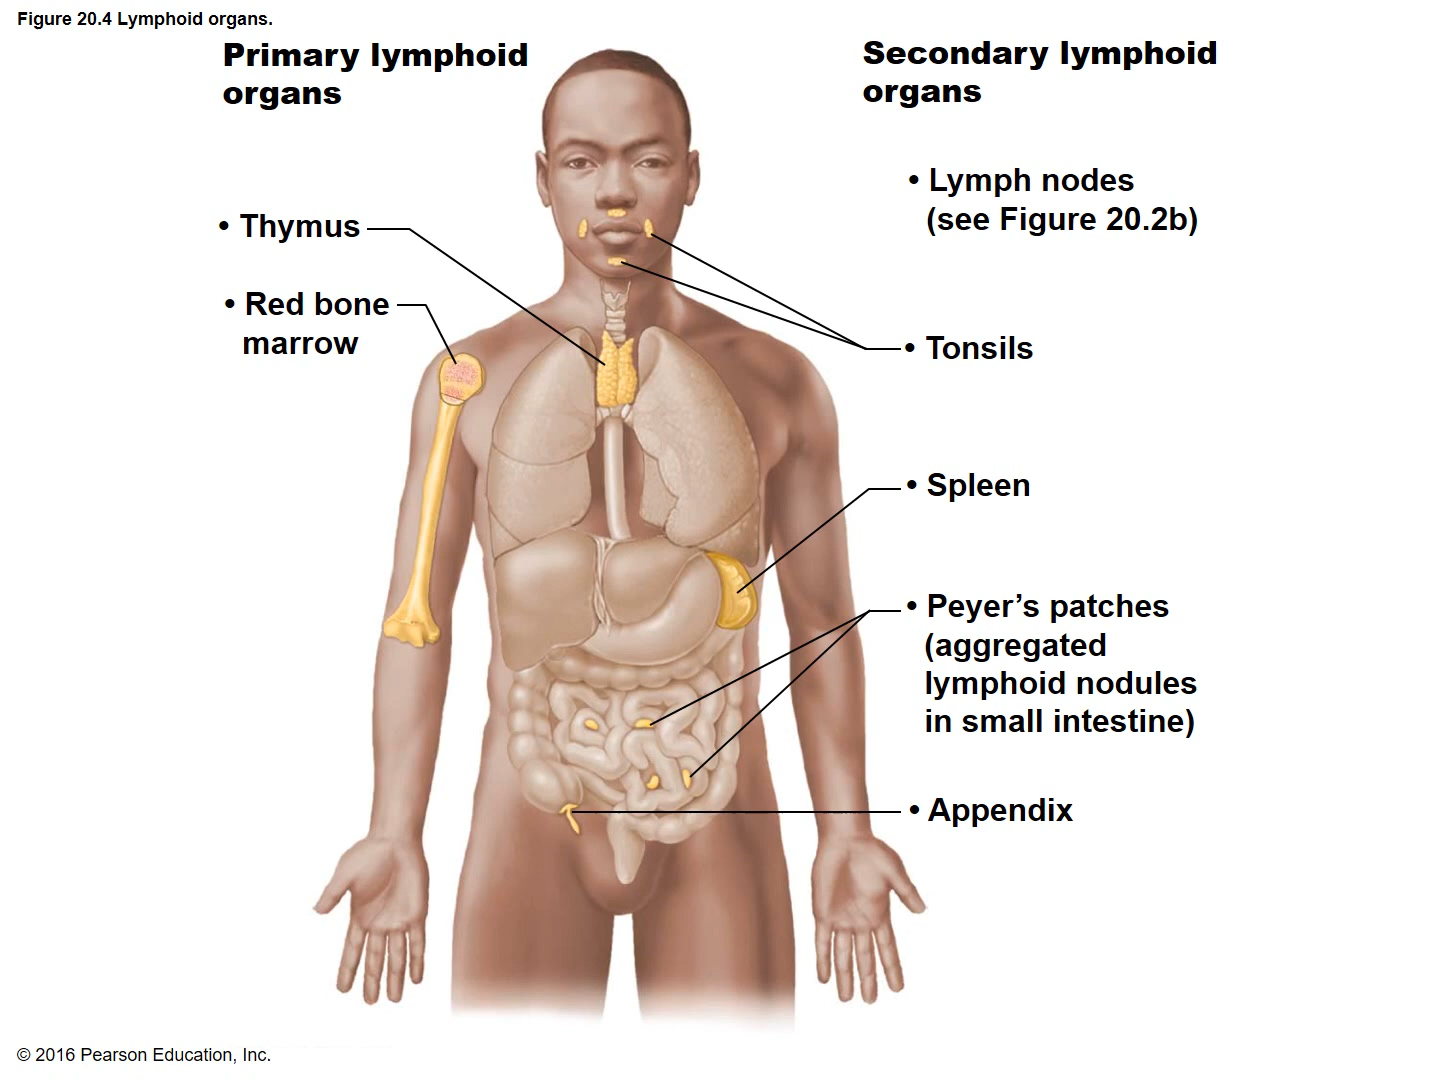 Figure 20.4 Lymphoid organs.
Primary lymphoid
organs
• Thymus
• Red bone
marrow
Secondary lymphoid
organs
• Lymph nodes
(see Figure 20.2b)
• Tonsils
• Spleen
• Peyer’s patches
(aggregated
lymphoid nodules
in small intestine)
• Appendix
© 2016 Pearson Education, Inc.